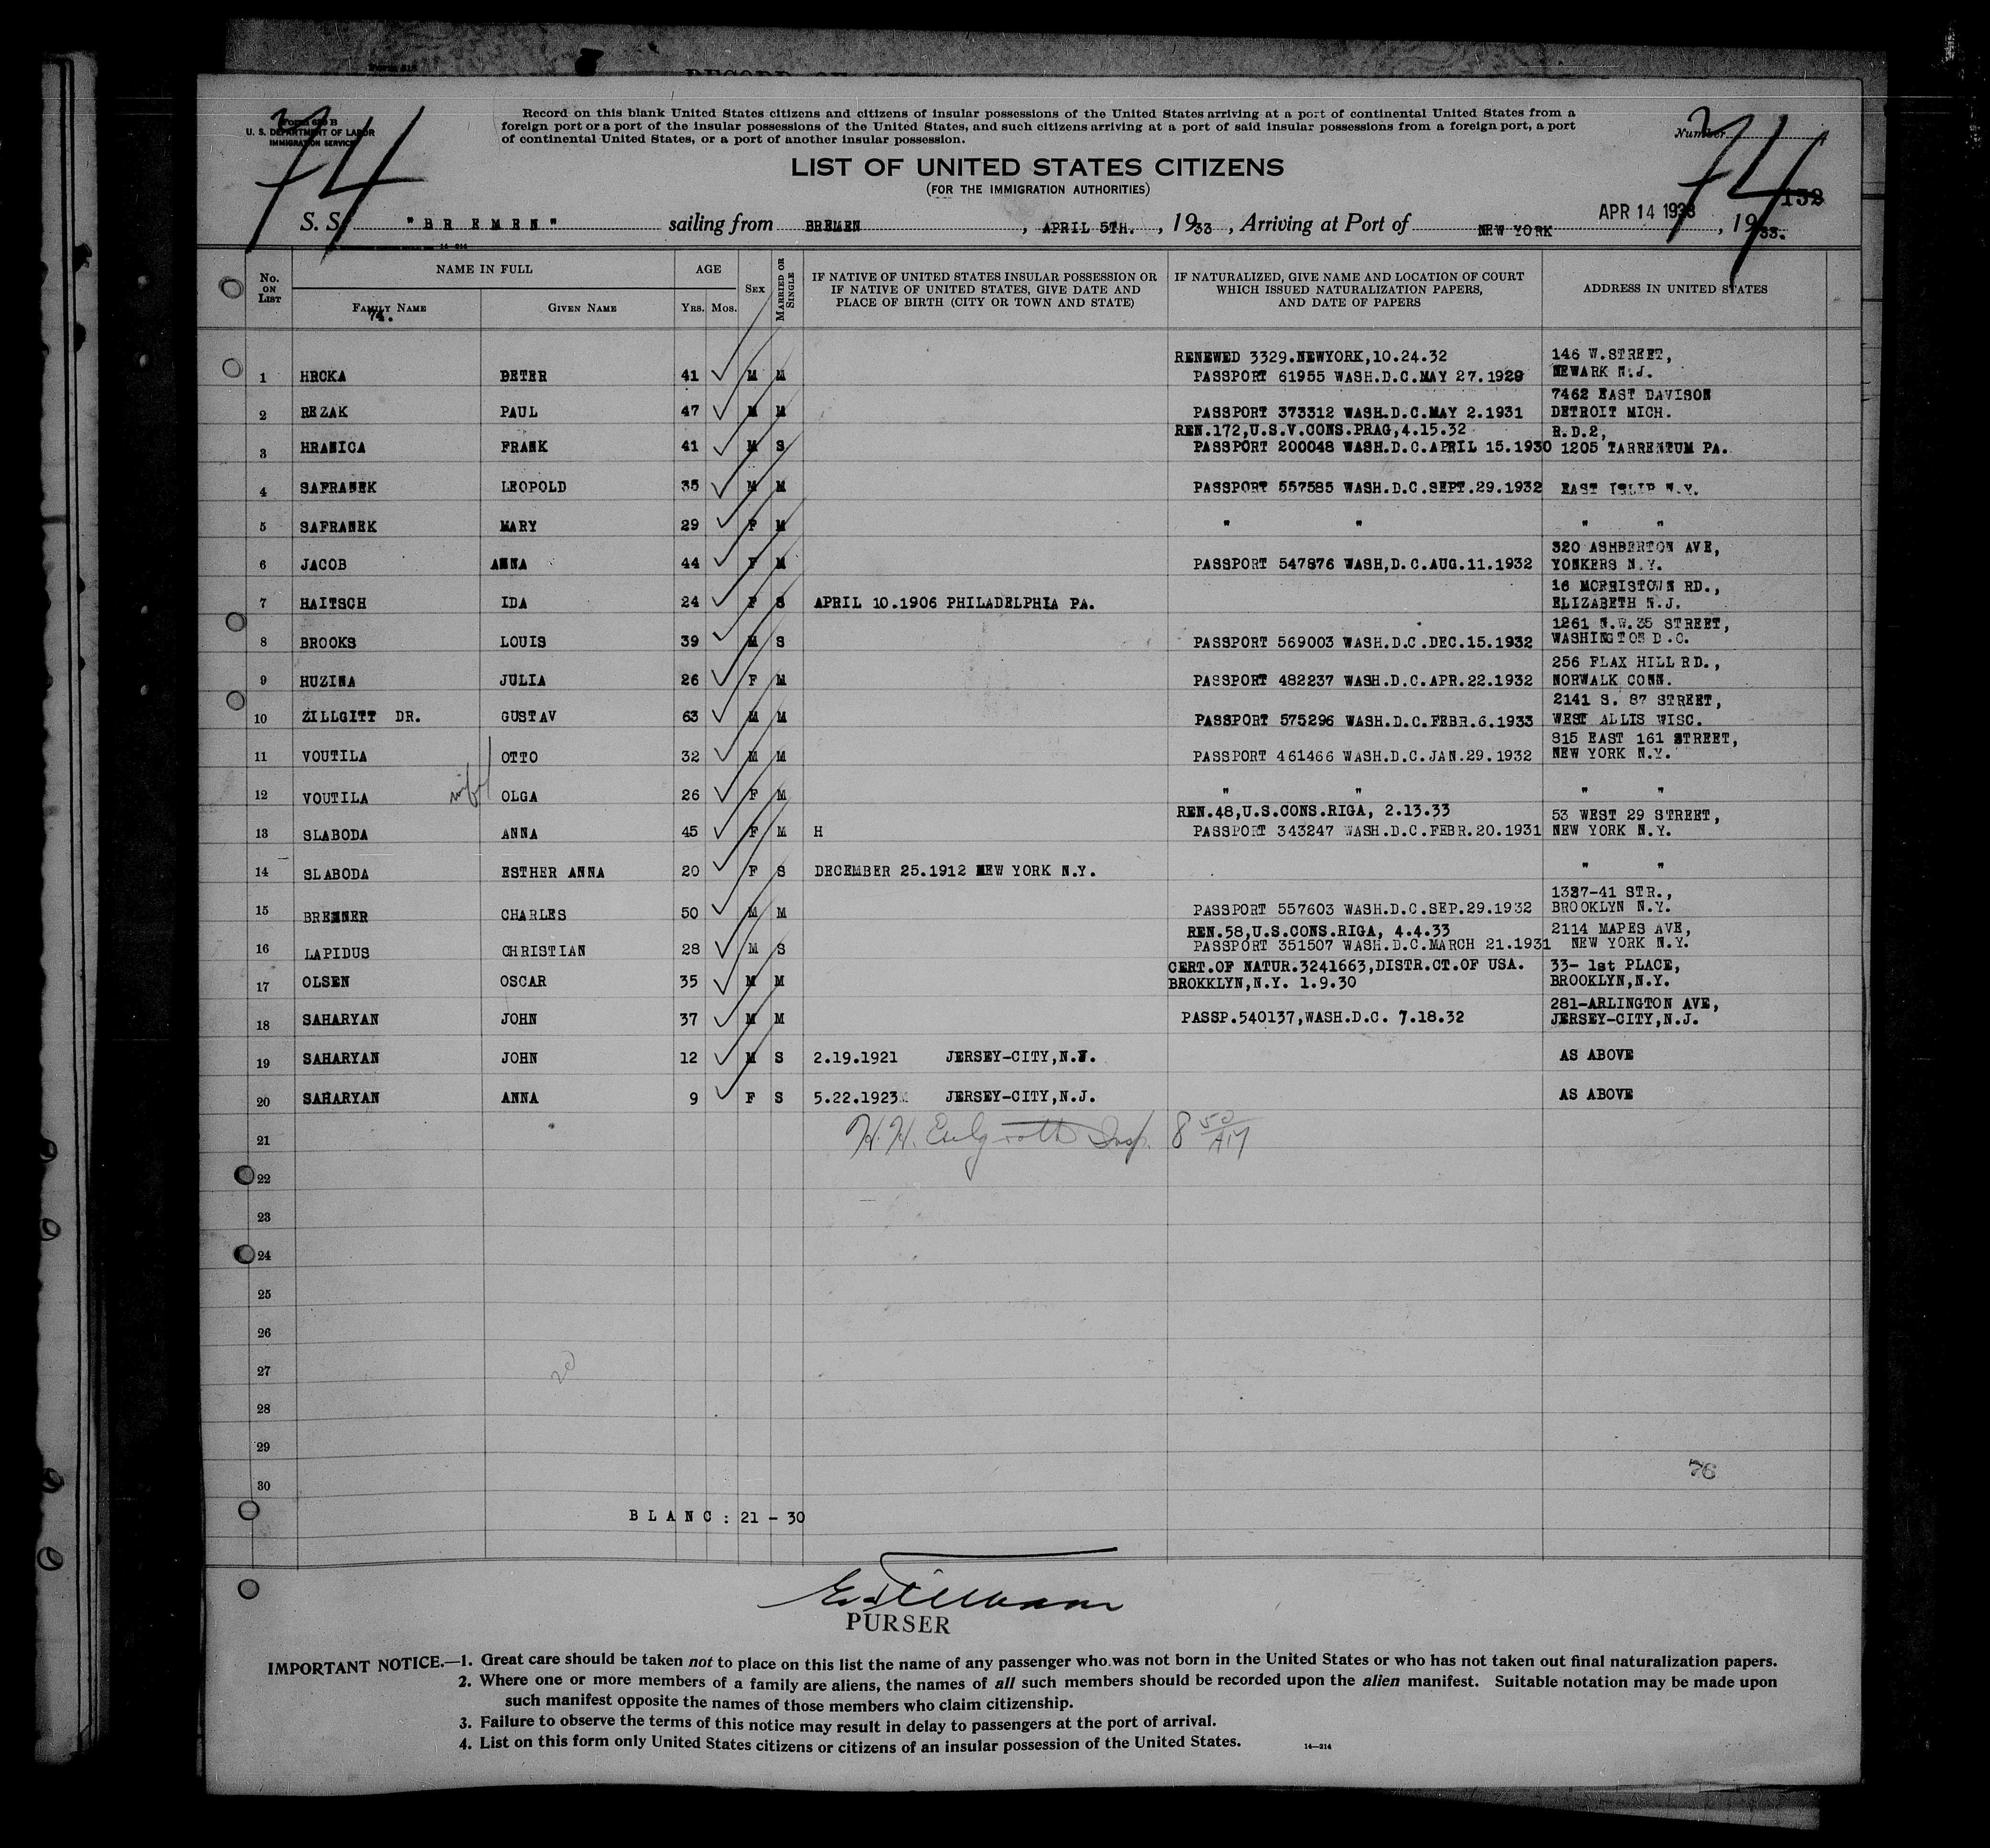 Form 630 B
U. S. DEPARTMENT OF LABOR
IMMIGRATION SERVICE
74
Record on this blank United States citizens and citizens of insular possessions of the United States arriving at a port of continental United States from a
foreign port or a port of the insular possessions of the United States, and such citizens arriving at a port of said insular possessions from a foreign port, a port
of continental United States, or a port of another insular possession.
Number
74
132
LIST OF UNITED STATES CITIZENS
(FOR THE IMMIGRATION AUTHORITIES)
APR 14 1933
S. S. "BREMEN" sailing from BREMEN, APRIL 5TH., 1933, Arriving at Port of NEW YORK, 1933.
14-214
No. ON LIST NAME IN FULL AGE SEX MARRIED OR SINGLE IF NATIVE OF UNITED STATES INSULAR POSSESSION OR IF NATIVE OF UNITED STATES, GIVE DATE AND PLACE OF BIRTH (CITY OR TOWN AND STATE) IF NATURALIZED, GIVE NAME AND LOCATION OF COURT WHICH ISSUED NATURALIZATION PAPERS, AND DATE OF PAPERS ADDRESS IN UNITED STATES
FAMILY NAME GIVEN NAME YRS. MOS.
74.
RENEWED 3329.NEWYORK,10.24.32 146 W.STREET,
1 HRCKA BETER 41 M M PASSPORT 61955 WASH.D.C.MAY 27.1929 NEWARK N.J.
7462 EAST DAVISON
2 REZAK PAUL 47 M M PASSPORT 373312 WASH.D.C.MAY 2.1931 DETROIT MICH.
REN.172,U.S.V.CONS.PRAG,4.15.32 R.D.2,
3 HRANICA FRANK 41 M S PASSPORT 200048 WASH.D.C.APRIL 15.1930 1205 TARRENTUM PA.
4 SAFRANEK LEOPOLD 35 M M PASSPORT 557585 WASH.D.C.SEPT.29.1932 EAST ISLIP N.Y.
5 SAFRANEK MARY 29 F M " " " "
320 ASHBERTON AVE,
6 JACOB ANNA 44 F M PASSPORT 547876 WASH,D.C.AUG.11.1932 YONKERS N.Y.
16 MORRISTOWN RD.,
7 HAITSCH IDA 24 F S APRIL 10.1906 PHILADELPHIA PA. ELIZABETH N.J.
1261 N.W.35 STREET,
8 BROOKS LOUIS 39 M S PASSPORT 569003 WASH.D.C.DEC.15.1932 WASHINGTON D.C.
256 FLAX HILL RD.,
9 HUZINA JULIA 26 F M PASSPORT 482237 WASH.D.C.APR.22.1932 NORWALK CONN.
2141 S. 87 STREET,
10 ZILLGITT DR. GUSTAV 63 M M PASSPORT 575296 WASH.D.C.FEBR.6.1933 WEST ALLIS WISC.
815 EAST 161 STREET,
11 VOUTILA OTTO 32 M M PASSPORT 461466 WASH.D.C.JAN.29.1932 NEW YORK N.Y.
12 VOUTILA wife OLGA 26 F M " " " "
REN.48,U.S.CONS.RIGA, 2.13.33 53 WEST 29 STREET,
13 SLABODA ANNA 45 F M H PASSPORT 343247 WASH.D.C.FEBR.20.1931 NEW YORK N.Y.
14 SLABODA ESTHER ANNA 20 F S DECEMBER 25.1912 NEW YORK N.Y. " "
1337-41 STR.,
15 BRENNER CHARLES 50 M M PASSPORT 557603 WASH.D.C.SEP.29.1932 BROOKLYN N.Y.
REN.58,U.S.CONS.RIGA, 4.4.33 2114 MAPES AVE,
16 LAPIDUS CHRISTIAN 28 M S PASSPORT 351507 WASH.D.C.MARCH 21.1931 NEW YORK N.Y.
CERT.OF NATUR.3241663,DISTR.CT.OF USA. 33- 1st PLACE,
17 OLSEN OSCAR 35 M M BROKKLYN,N.Y. 1.9.30 BROOKLYN,N.Y.
281-ARLINGTON AVE,
18 SAHARYAN JOHN 37 M M PASSP.540137,WASH.D.C. 7.18.32 JERSEY-CITY,N.J.
19 SAHARYAN JOHN 12 M S 2.19.1921 JERSEY-CITY,N.J. AS ABOVE
20 SAHARYAN ANNA 9 F S 5.22.1923 JERSEY-CITY,N.J. AS ABOVE
21 H.H. Insp. 8 50 AM
22
23
24
25
26
27 20
28
29
30 76
BLANC: 21 - 30
PURSER
IMPORTANT NOTICE.—1. Great care should be taken not to place on this list the name of any passenger who was not born in the United States or who has not taken out final naturalization papers.
2. Where one or more members of a family are aliens, the names of all such members should be recorded upon the alien manifest. Suitable notation may be made upon
such manifest opposite the names of those members who claim citizenship.
3. Failure to observe the terms of this notice may result in delay to passengers at the port of arrival.
4. List on this form only United States citizens or citizens of an insular possession of the United States. 14—214